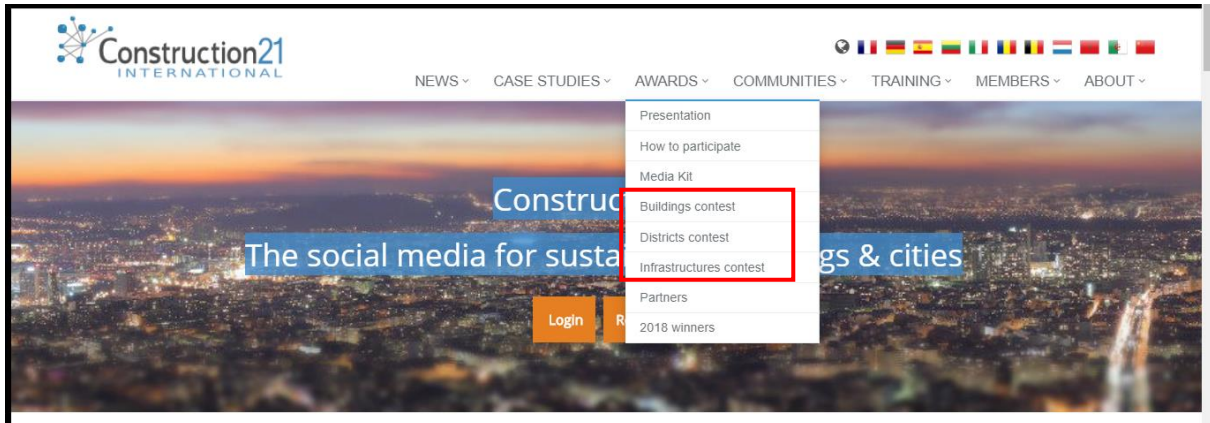 Construction21
INTERNATIONAL
NEWS CASE STUDIES AWARDS COMMUNITIES TRAINING MEMBERS ABOUT
Presentation
How to participate
Media Kit
Buildings contest
Districts contest
Infrastructures contest
Partners
2018 winners
Construc
The social media for susta gs & cities
Login R